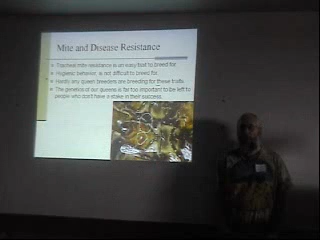 Mite and Disease Resistance
Tracheal mite resistance is an easy trait to breed for.
Hygienic behavior is not difficult to breed for.
Hardly any queen breeders are breeding for these traits.
The genetics of our queens is far too important to be left to
people who don't have a stake in their success.